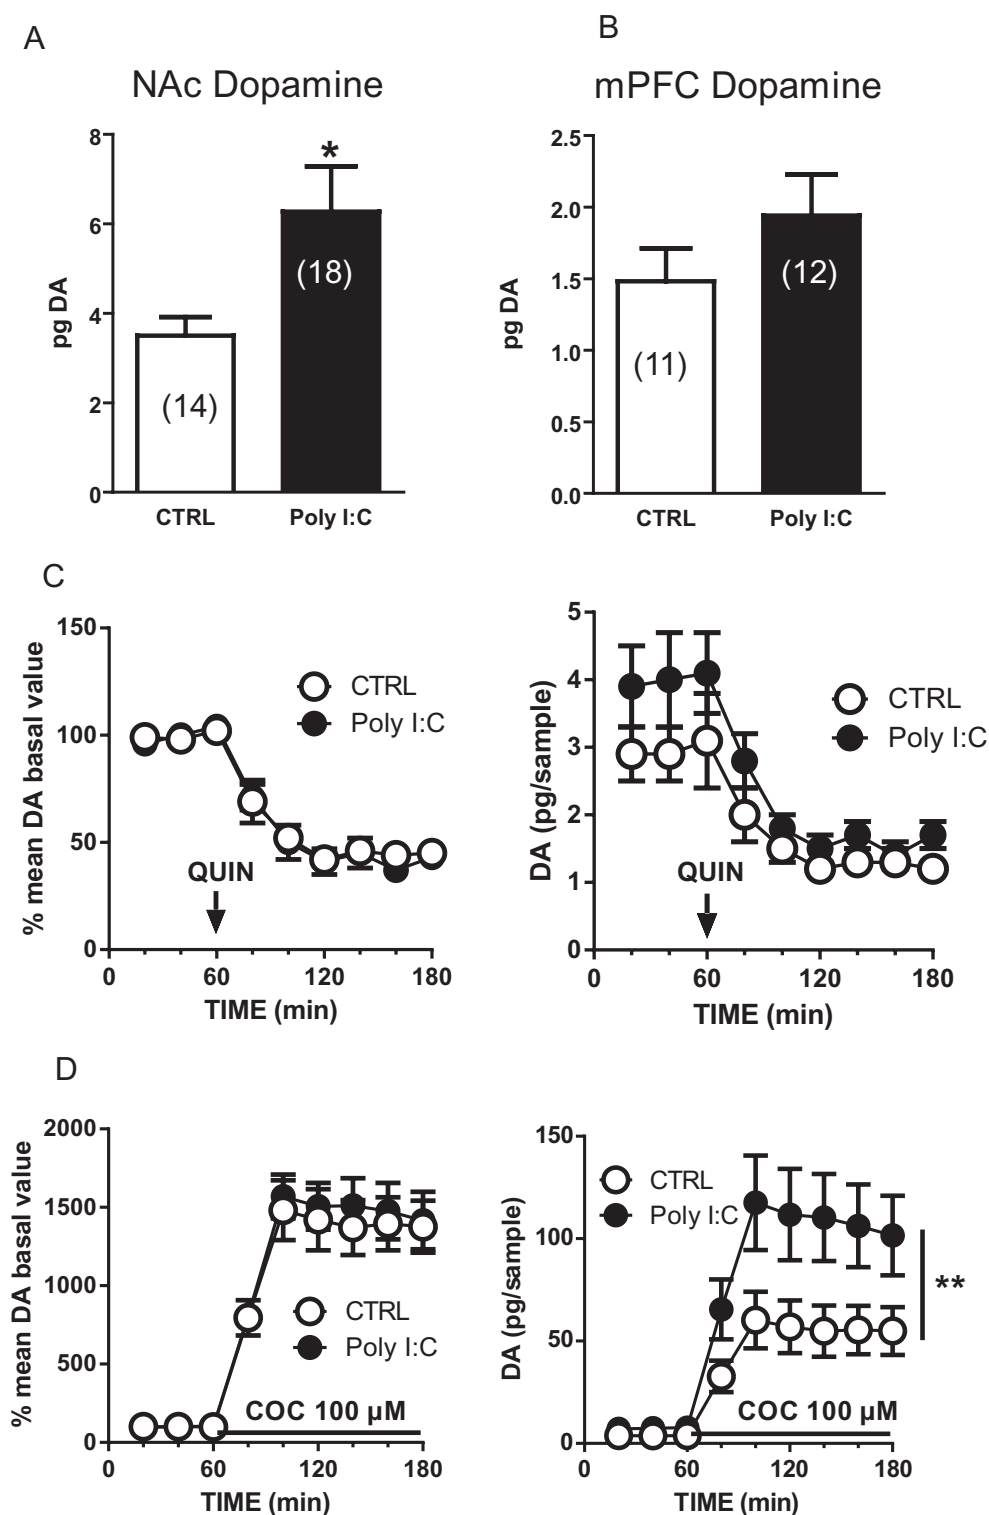 A
B
NAc Dopamine
mPFC Dopamine
8
6
4
2
0
pg DA
*
(14)
(18)
CTRL
Poly I:C
2.5
2.0
1.5
1.0
0.5
0.0
pg DA
(11)
(12)
CTRL
Poly I:C
C
150
100
50
0
% mean DA basal value
CTRL
Poly I:C
QUIN
0
60
120
180
TIME (min)
5
4
3
2
1
0
DA (pg/sample)
CTRL
Poly I:C
QUIN
0
60
120
180
TIME (min)
D
2000
1500
1000
500
0
% mean DA basal value
CTRL
Poly I:C
COC 100 µM
0
60
120
180
TIME (min)
150
100
50
0
DA (pg/sample)
CTRL
Poly I:C
**
COC 100 µM
0
60
120
180
TIME (min)